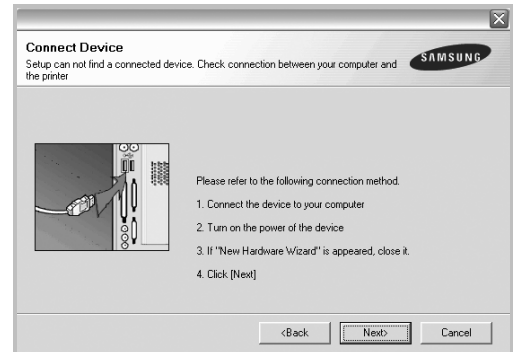 Connect Device
Setup can not find a connected device. Check connection between your computer and
the printer
SAMSUNG
Please refer to the following connection method.
1. Connect the device to your computer
2. Turn on the power of the device
3. If "New Hardware Wizard" is appeared, close it.
4. Click [Next]
<Back
Next>
Cancel